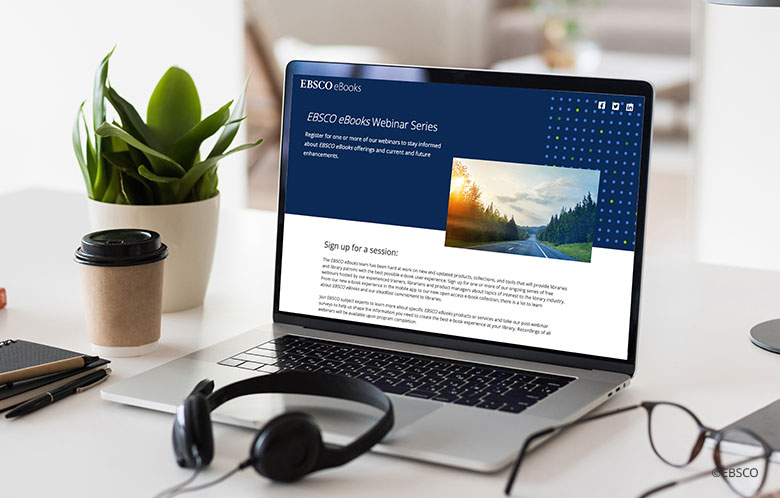 EBSCO eBooks
EBSCO eBooks Webinar Series
Register for one or more of our webinars to stay informed
about EBSCO eBooks offerings and current and future
enhancements.
Sign up for a session:
The EBSCO eBooks team has been hard at work on new and updated products, collections, and tools that will provide libraries
and library patrons with the best possible e-book user experience. Sign up for one or more of our ongoing series of free
webinars hosted by our experienced trainers, librarians and product managers about topics of interest to the library industry.
From our new e-book experience in the mobile app to our new open access e-book collection, there is a lot to learn
about EBSCO eBooks and our steadfast commitment to libraries.
Join EBSCO subject experts to learn more about specific EBSCO eBooks products or services and take our post webinar
surveys to help us shape the information you need to create the best e-book experience at your library. Recordings of all
webinars will be available upon program completion.
©EBSCO